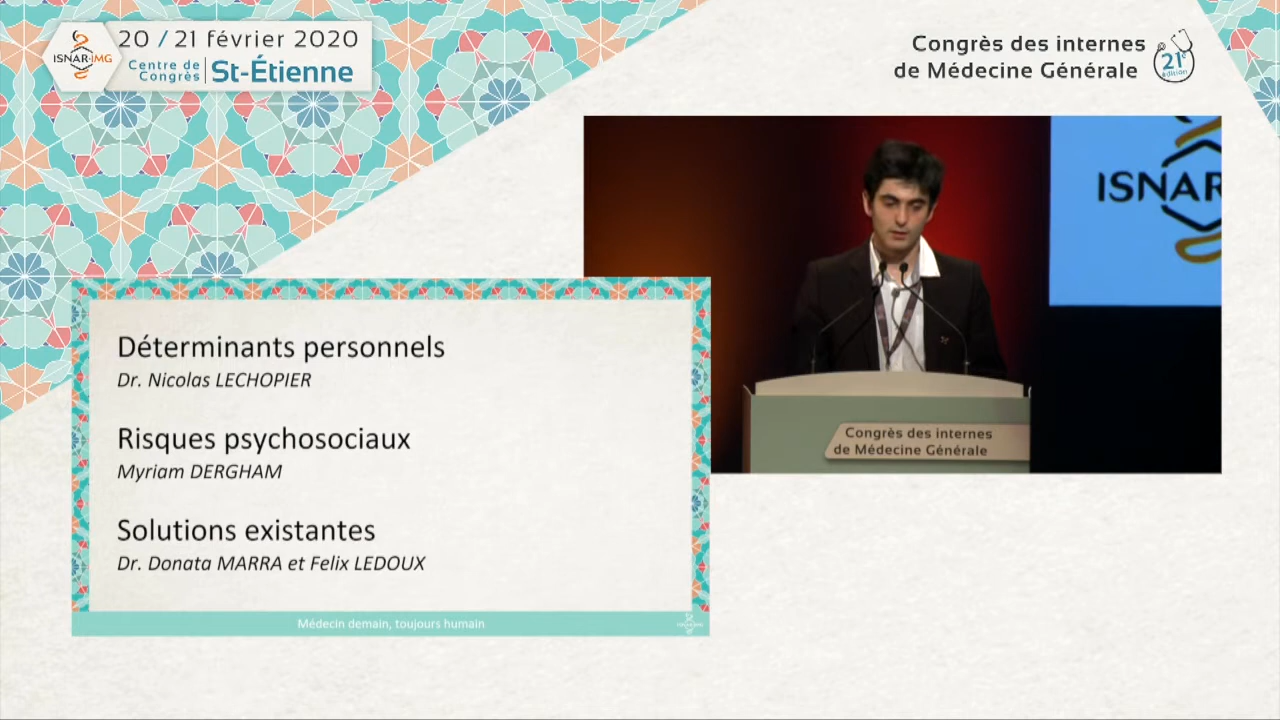 20 / 21 février 2020
ISNAR-IMG
Centre de
Congrès
St-Étienne
Congrès des internes
de Médecine Générale
21e
édition
ISNAR
Déterminants personnels
Dr. Nicolas LECHOPIER
Risques psychosociaux
Myriam DERGHAM
Solutions existantes
Dr. Donata MARRA et Felix LEDOUX
Médecin demain, toujours humain
Congrès des internes
de Médecine Générale